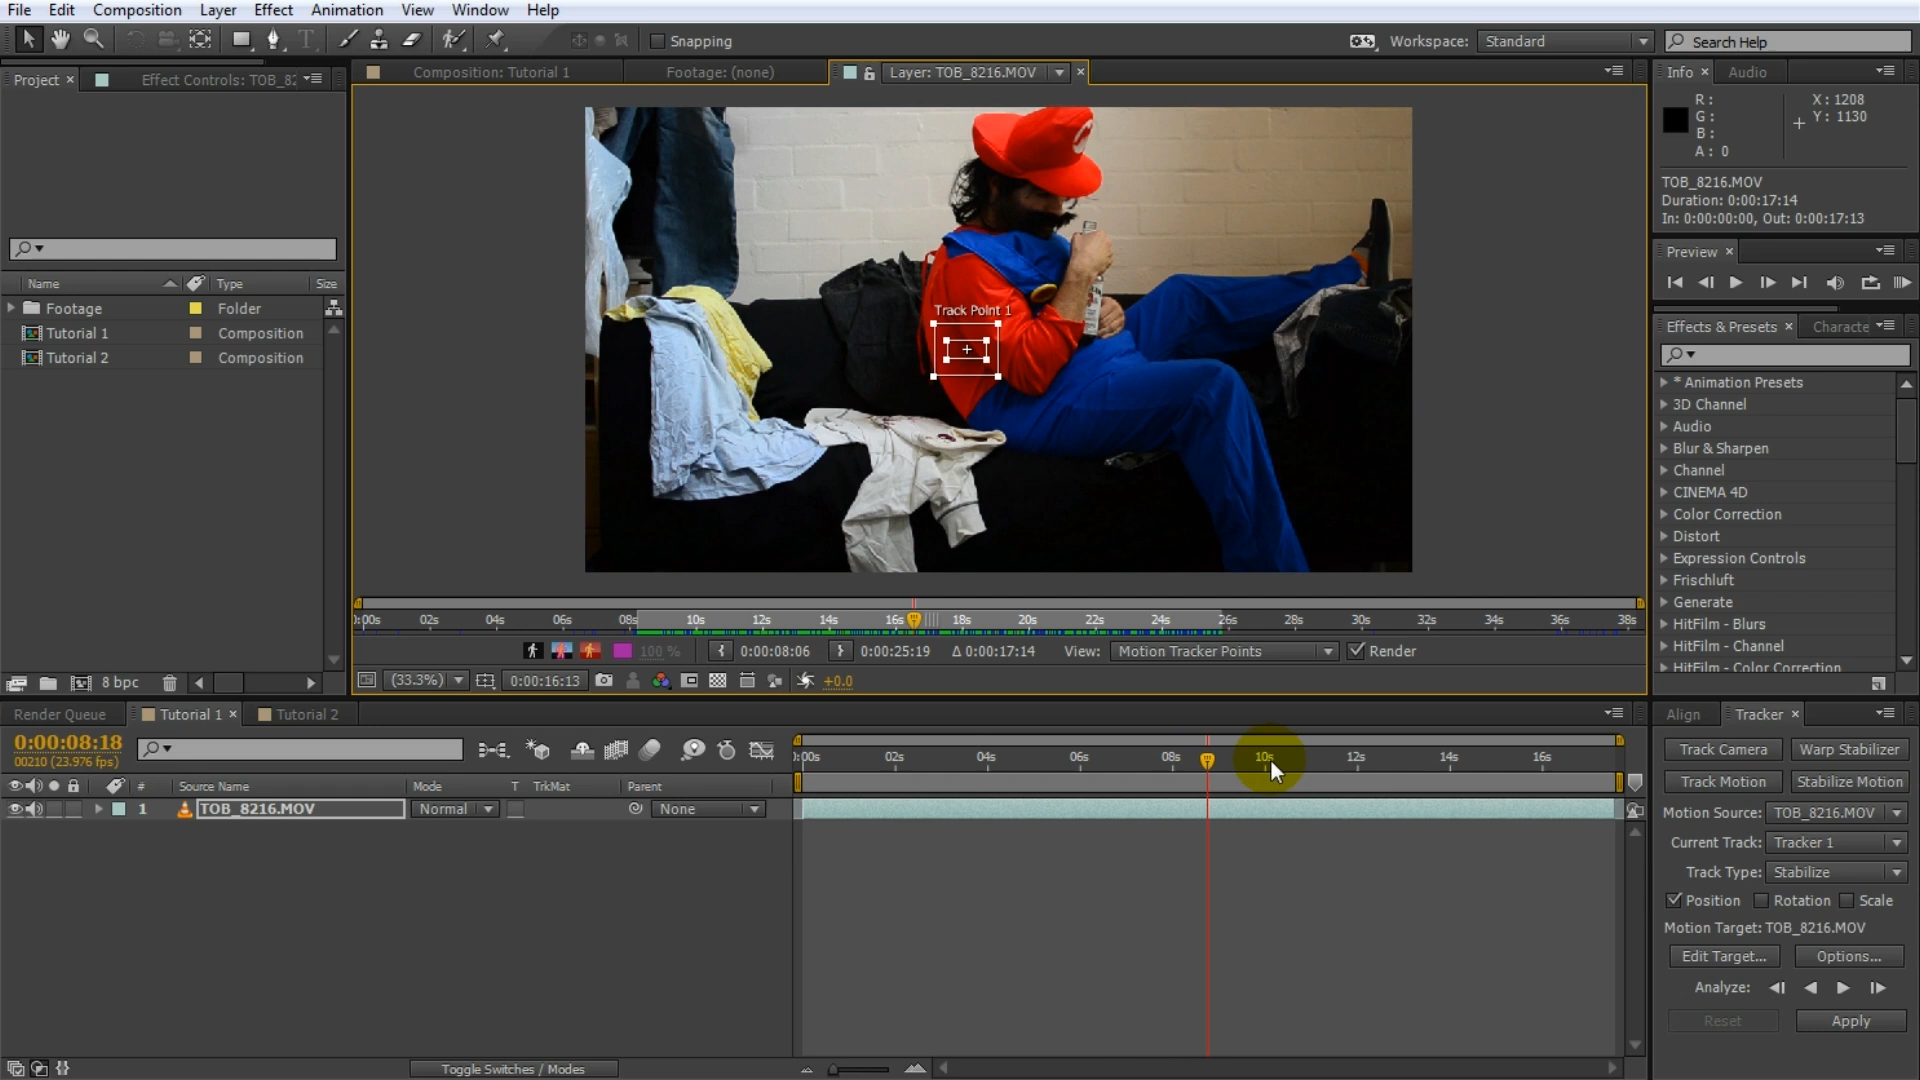 File Edit Composition Layer Effect Animation View Window Help
Snapping
Workspace: Standard
Search Help
Project × Effect Controls: TOB_82
Composition: Tutorial 1 Footage: (none) Layer: TOB_8216.MOV ×
Info × Audio
R: X: 1208
G: Y: 1130
B:
A: 0
TOB_8216.MOV
Duration: 0:00:17:14
In: 0:00:00:00, Out: 0:00:17:13
Preview ×
Name Type Size
Footage Folder
Tutorial 1 Composition
Tutorial 2 Composition
8 bpc
Track Point 1
0:00s 02s 04s 06s 08s 10s 12s 14s 16s 18s 20s 22s 24s 26s 28s 30s 32s 34s 36s 38s
100 % 0:00:08:06 0:00:25:19 Δ 0:00:17:14 View: Motion Tracker Points Render
(33.3%) 0:00:16:13 +0.0
Effects & Presets × Characte
* Animation Presets
3D Channel
Audio
Blur & Sharpen
Channel
CINEMA 4D
Color Correction
Distort
Expression Controls
Frischluft
Generate
HitFilm - Blurs
HitFilm - Channel
HitFilm - Color Correction
Render Queue Tutorial 1 × Tutorial 2
0:00:08:18
00210 (23.976 fps)
# Source Name Mode T TrkMat Parent
1 TOB_8216.MOV Normal None
):00s 02s 04s 06s 08s 10s 12s 14s 16s
Toggle Switches / Modes
Align Tracker ×
Track Camera Warp Stabilizer
Track Motion Stabilize Motion
Motion Source: TOB_8216.MOV
Current Track: Tracker 1
Track Type: Stabilize
Position Rotation Scale
Motion Target: TOB_8216.MOV
Edit Target... Options...
Analyze:
Reset Apply